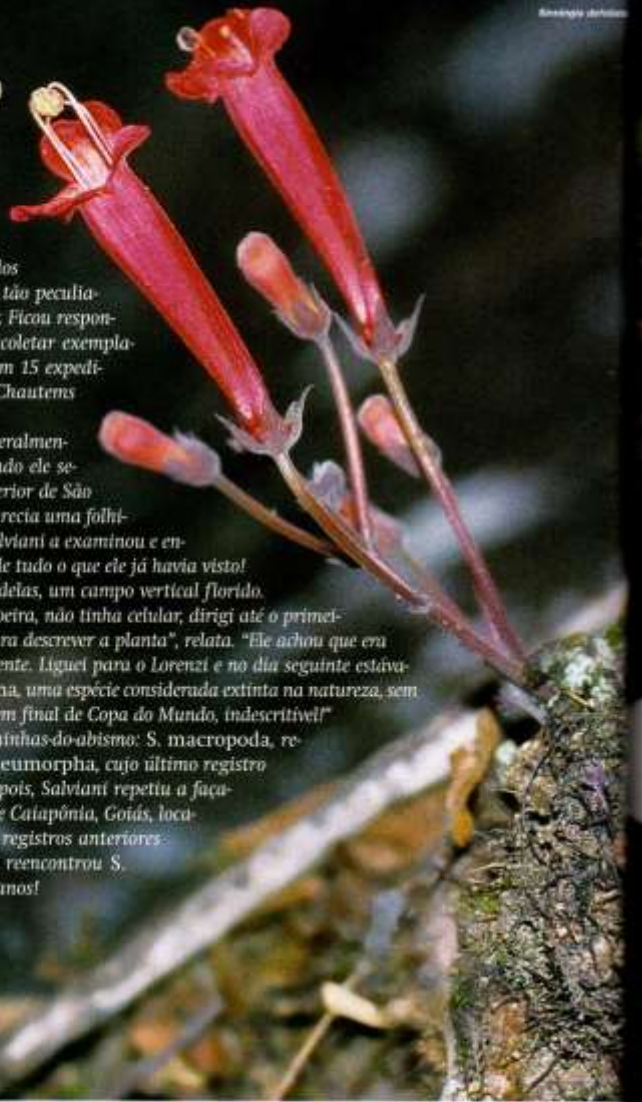 los
tão peculia-
. Ficou respon-
coletar exempla-
m 15 expedi-
Chautems
eralmen-
ndo ele se-
erior de São
recia uma folhi-
lviani a examinou e en-
le tudo o que ele já havia visto!
delas, um campo vertical florido.
oeira, não tinha celular, dirigi até o primei-
ra descrever a planta”, relata. “Ele achou que era
ente. Liguei para o Lorenzi e no dia seguinte estáva-
na, uma espécie considerada extinta na natureza, sem
m final de Copa do Mundo, indescritível!”
ninhas-do-abismo: S. macropoda, re-
eumorpha, cujo último registro
pois, Salviani repetiu a faça-
e Caiapônia, Goiás, loca-
registros anteriores
reencontrou S.
anos!